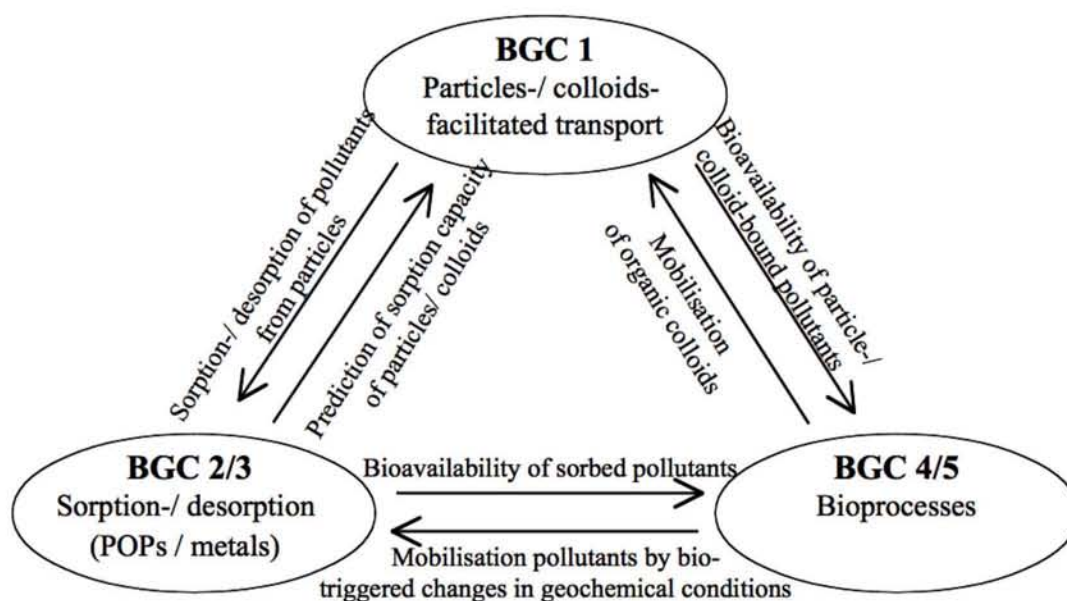 BGC 1
Particles-/ colloids-
facilitated transport
Sorption-/ desorption of pollutants
from particles
Prediction of sorption capacity
of particles/ colloids
Mobilisation
of organic colloids
Bioavailability of particle-/
colloid-bound pollutants
BGC 2/3
Sorption-/ desorption
(POPs / metals)
Bioavailability of sorbed pollutants
Mobilisation pollutants by bio-
triggered changes in geochemical conditions
BGC 4/5
Bioprocesses